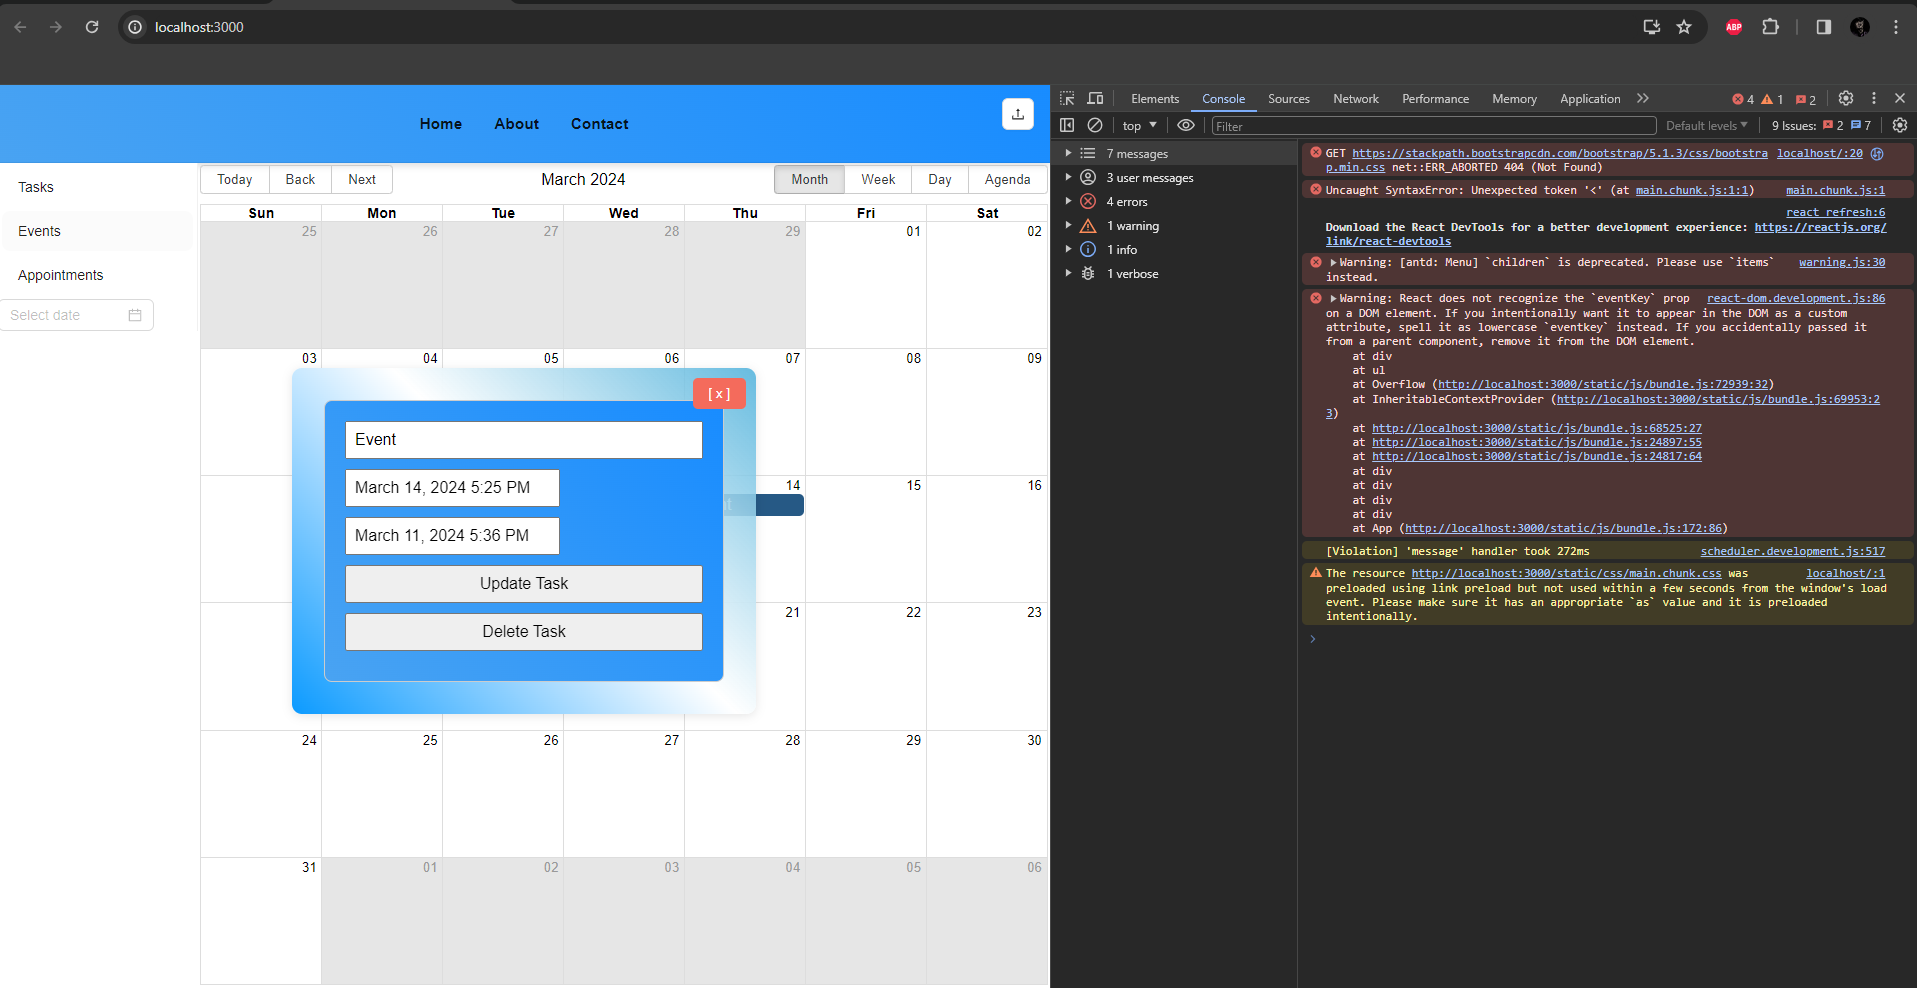 localhost:3000
ABP
Home About Contact
Tasks
Events
Appointments
Select date
Today Back Next
March 2024
Month Week Day Agenda
Sun Mon Tue Wed Thu Fri Sat
25 26 27 28 29 01 02
03 04 05 06 07 08 09
[ x ]
Event
March 14, 2024 5:25 PM
March 11, 2024 5:36 PM
Update Task
Delete Task
14 15 16
21 22 23
24 25 26 27 28 29 30
31 01 02 03 04 05 06
Elements Console Sources Network Performance Memory Application
4 1 2
top
Filter
Default levels
9 Issues: 2 7
7 messages
3 user messages
4 errors
1 warning
1 info
1 verbose
GET https://stackpath.bootstrapcdn.com/bootstrap/5.1.3/css/bootstra localhost/:20
p.min.css net::ERR_ABORTED 404 (Not Found)
Uncaught SyntaxError: Unexpected token '<' (at main.chunk.js:1:1) main.chunk.js:1
react refresh:6
Download the React DevTools for a better development experience: https://reactjs.org/
link/react-devtools
Warning: [antd: Menu] `children` is deprecated. Please use `items` warning.js:30
instead.
Warning: React does not recognize the `eventKey` prop react-dom.development.js:86
on a DOM element. If you intentionally want it to appear in the DOM as a custom
attribute, spell it as lowercase `eventkey` instead. If you accidentally passed it
from a parent component, remove it from the DOM element.
at div
at ul
at Overflow (http://localhost:3000/static/js/bundle.js:72939:32)
at InheritableContextProvider (http://localhost:3000/static/js/bundle.js:69953:2
3)
at http://localhost:3000/static/js/bundle.js:68525:27
at http://localhost:3000/static/js/bundle.js:24897:55
at http://localhost:3000/static/js/bundle.js:24817:64
at div
at div
at div
at div
at App (http://localhost:3000/static/js/bundle.js:172:86)
[Violation] 'message' handler took 272ms scheduler.development.js:517
The resource http://localhost:3000/static/css/main.chunk.css was localhost/:1
preloaded using link preload but not used within a few seconds from the window's load
event. Please make sure it has an appropriate `as` value and it is preloaded
intentionally.